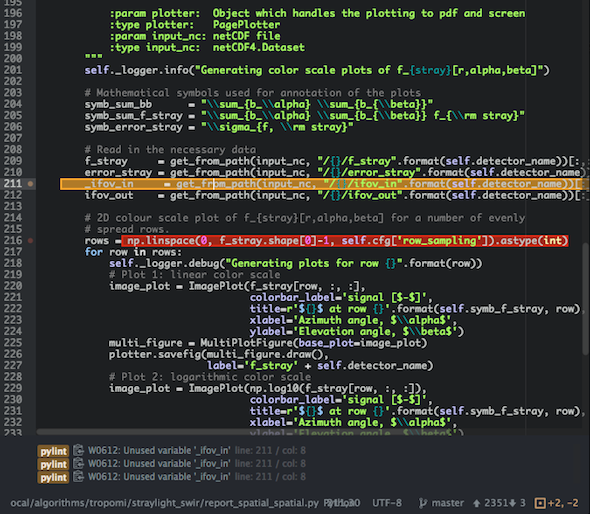 195
196 :param plotter: Object which handles the plotting to pdf and screen
197 :type plotter: PagePlotter
198 :param input_nc: netCDF file
199 :type input_nc: netCDF4.Dataset
200 """
201 self._logger.info("Generating color scale plots of f_{stray}[r,alpha,beta]")
202
203 # Mathematical symbols used for annotation of the plots
204 symb_sum_bb = "\\sum_{b_\\alpha} \\sum_{b_{\\beta}}"
205 symb_sum_f_stray = "\\sum_{b_\\alpha} \\sum_{b_{\\beta}} f_{\\rm stray}"
206 symb_error_stray = "\\sigma_{f, \\rm stray}"
207
208 # Read in the necessary data
209 f_stray = get_from_path(input_nc, "/{}/f_stray".format(self.detector_name))[:,
210 error_stray = get_from_path(input_nc, "/{}/error_stray".format(self.detector_name)
211 _ifov_in = get_from_path(input_nc, "/{}/ifov_in".format(self.detector_name))[
212 ifov_out = get_from_path(input_nc, "/{}/ifov_out".format(self.detector_name))[
213
214 # 2D colour scale plot of f_{stray}[r,alpha,beta] for a number of evenly
215 # spread rows.
216 rows = np.linspace(0, f_stray.shape[0]-1, self.cfg['row_sampling']).astype(int)
217 for row in rows:
218 self._logger.debug("Generating plots for row {}".format(row))
219 # Plot 1: linear color scale
220 image_plot = ImagePlot(f_stray[row, :, :],
221 colorbar_label='signal [$-$]',
222 title=r'${}$ at row {}'.format(self.symb_f_stray, row),
223 xlabel='Azimuth angle, $\\alpha$',
224 ylabel='Elevation angle, $\\beta$')
225 multi_figure = MultiPlotFigure(base_plot=image_plot)
226 plotter.savefig(multi_figure.draw(),
227 label='f_stray' + self.detector_name)
228 # Plot 2: logarithmic color scale
229 image_plot = ImagePlot(np.log10(f_stray[row, :, :]),
230 colorbar_label='signal [$-$]',
231 title=r'${}$ at row {}'.format(self.symb_f_stray, row),
232 xlabel='Azimuth angle, $\\alpha$',
233 ylabel='Elevation angle, $\\beta$')
pylint W0612: Unused variable '_ifov_in' line: 211 / col: 8
pylint W0612: Unused variable '_ifov_in' line: 211 / col: 8
pylint W0612: Unused variable '_ifov_in' line: 211 / col: 8
ocal/algorithms/tropomi/straylight_swir/report_spatial_spatial.py UTF-8 master 2351 3 +2, -2